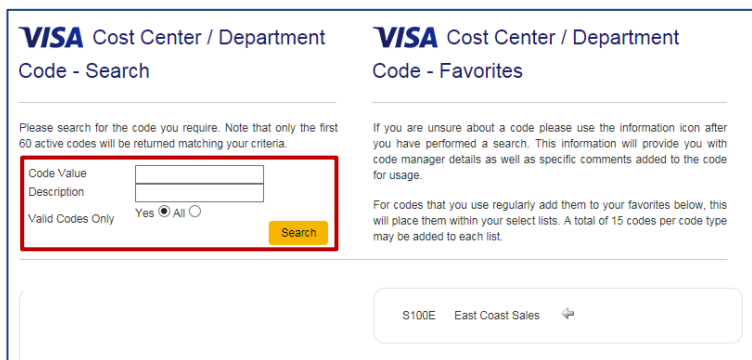 VISA Cost Center / Department
Code - Search
Please search for the code you require. Note that only the first
60 active codes will be returned matching your criteria.
Code Value
Description
Valid Codes Only Yes All
Search
VISA Cost Center / Department
Code - Favorites
If you are unsure about a code please use the information icon after
you have performed a search. This information will provide you with
code manager details as well as specific comments added to the code
for usage.
For codes that you use regularly add them to your favorites below, this
will place them within your select lists. A total of 15 codes per code type
may be added to each list.
S100E East Coast Sales